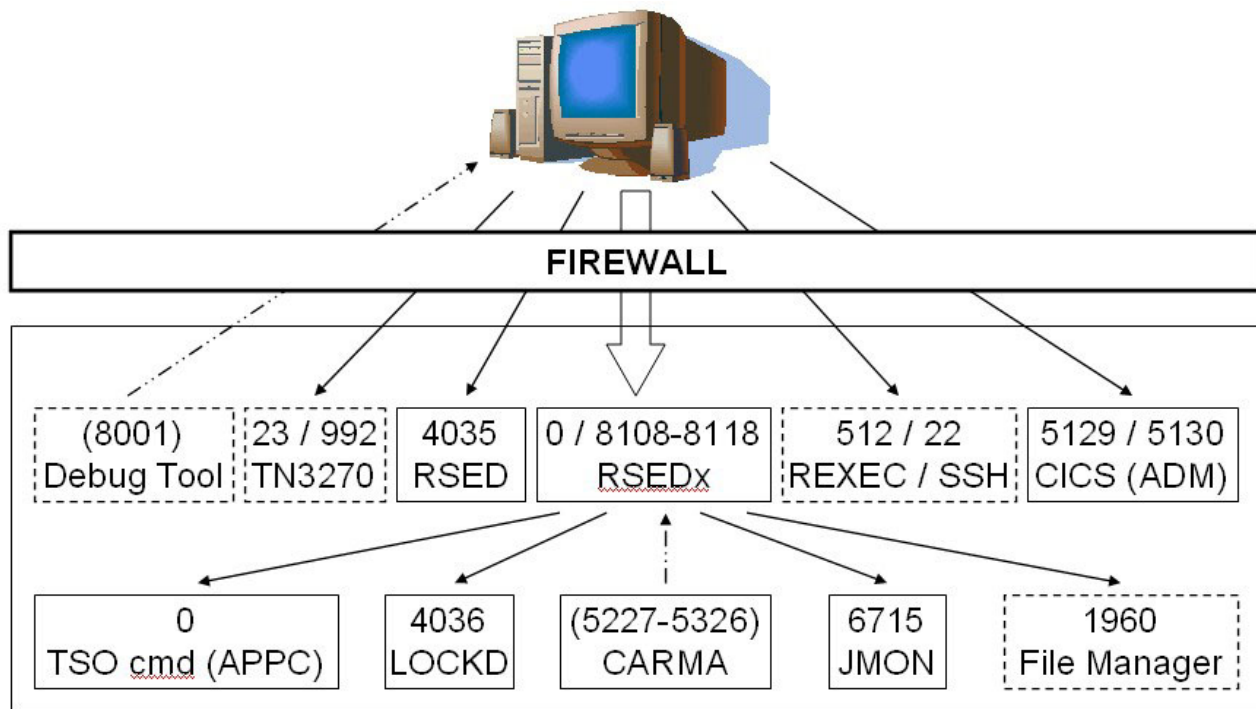 FIREWALL
(8001)
Debug Tool
23 / 992
TN3270
4035
RSED
0 / 8108-8118
RSEDx
512 / 22
REXEC / SSH
5129 / 5130
CICS (ADM)
0
TSO cmd (APPC)
4036
LOCKD
(5227-5326)
CARMA
6715
JMON
1960
File Manager